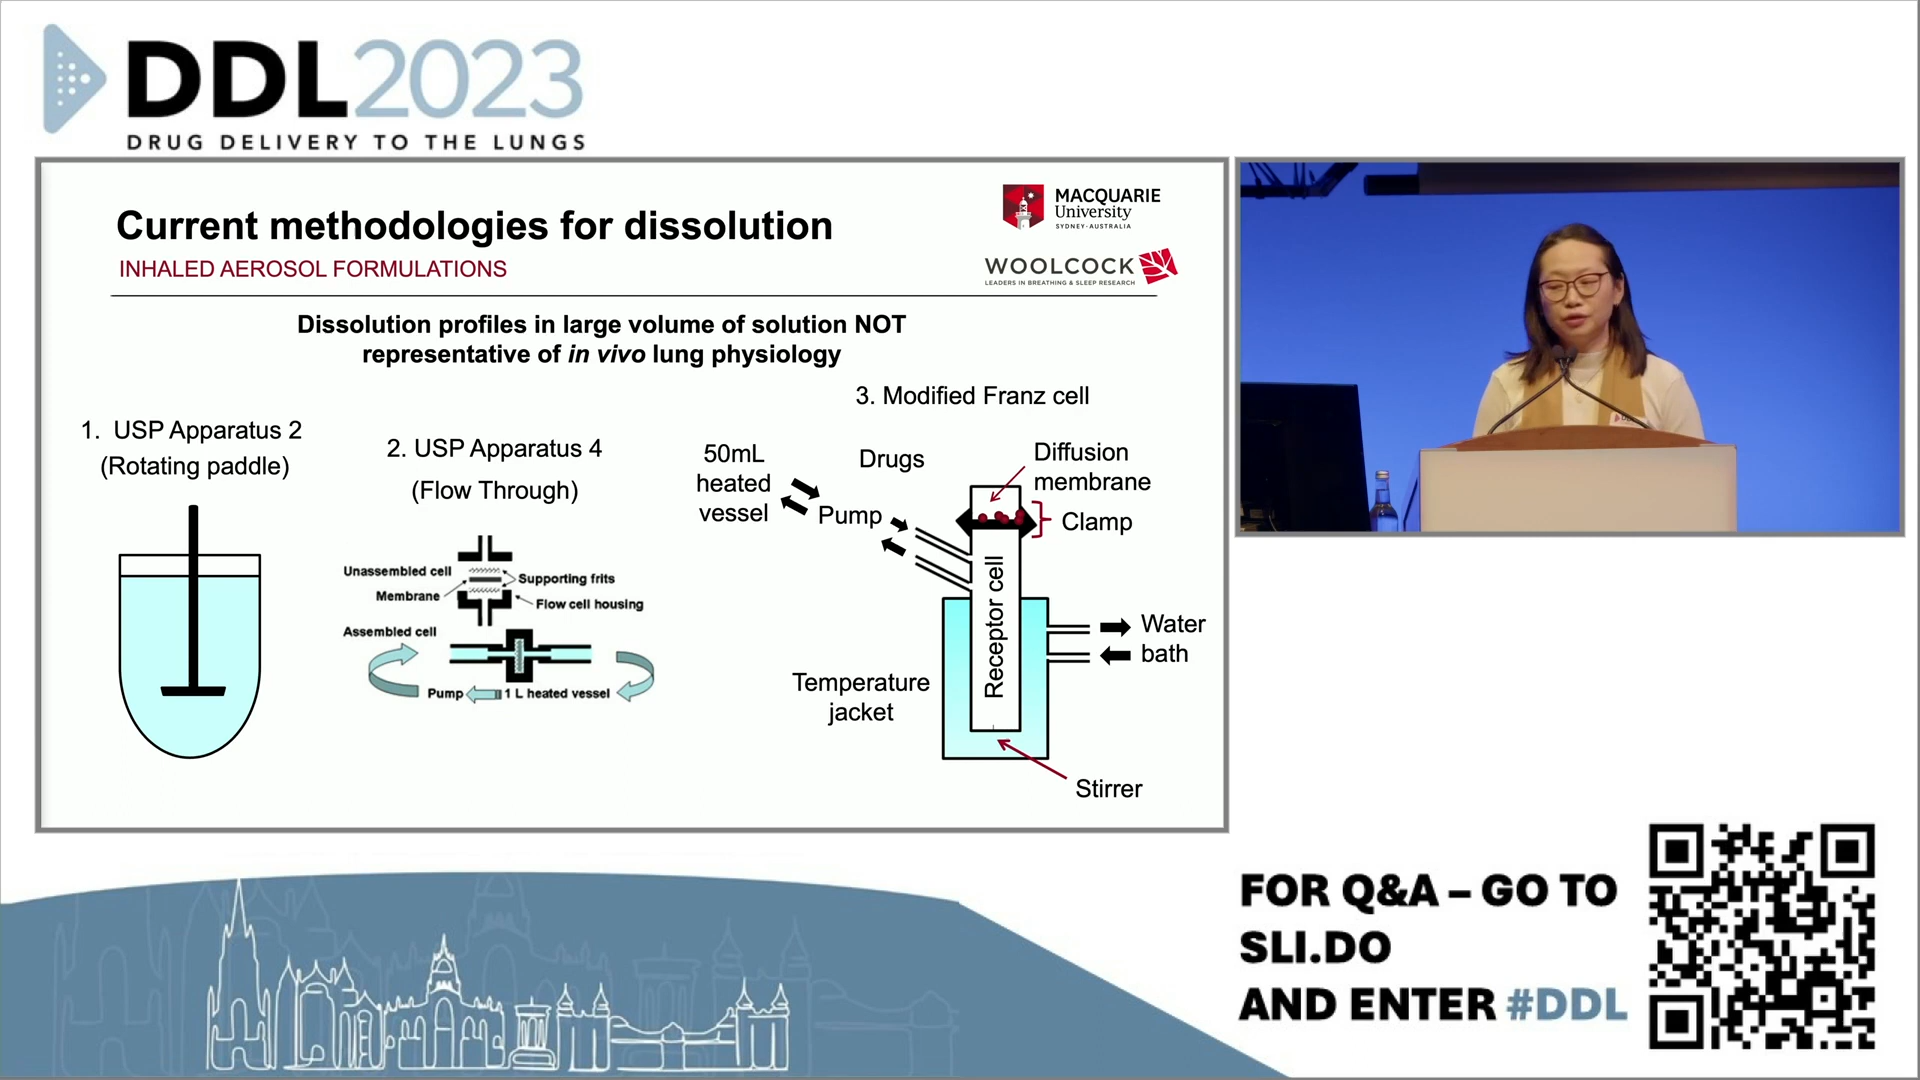 DDL2023
DRUG DELIVERY TO THE LUNGS
Current methodologies for dissolution
INHALED AEROSOL FORMULATIONS
MACQUARIE
University
SYDNEY·AUSTRALIA
WOOLCOCK
LEADERS IN BREATHING & SLEEP RESEARCH
Dissolution profiles in large volume of solution NOT
representative of in vivo lung physiology
1. USP Apparatus 2
(Rotating paddle)
2. USP Apparatus 4
(Flow Through)
Unassembled cell
Membrane
Supporting frits
Flow cell housing
Assembled cell
Pump
1 L heated vessel
3. Modified Franz cell
50mL
heated
vessel
Pump
Drugs
Diffusion
membrane
Clamp
Receptor cell
Water
bath
Temperature
jacket
Stirrer
FOR Q&A – GO TO
SLI.DO
AND ENTER #DDL